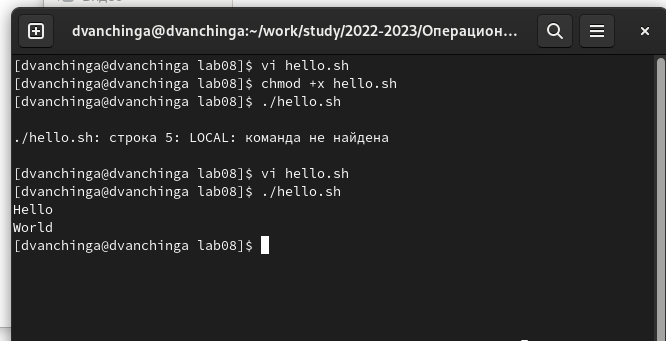 dvanchinga@dvanchinga:~/work/study/2022-2023/Операцион...
[dvanchinga@dvanchinga lab08]$ vi hello.sh
[dvanchinga@dvanchinga lab08]$ chmod +x hello.sh
[dvanchinga@dvanchinga lab08]$ ./hello.sh
./hello.sh: строка 5: LOCAL: команда не найдена
[dvanchinga@dvanchinga lab08]$ vi hello.sh
[dvanchinga@dvanchinga lab08]$ ./hello.sh
Hello
World
[dvanchinga@dvanchinga lab08]$